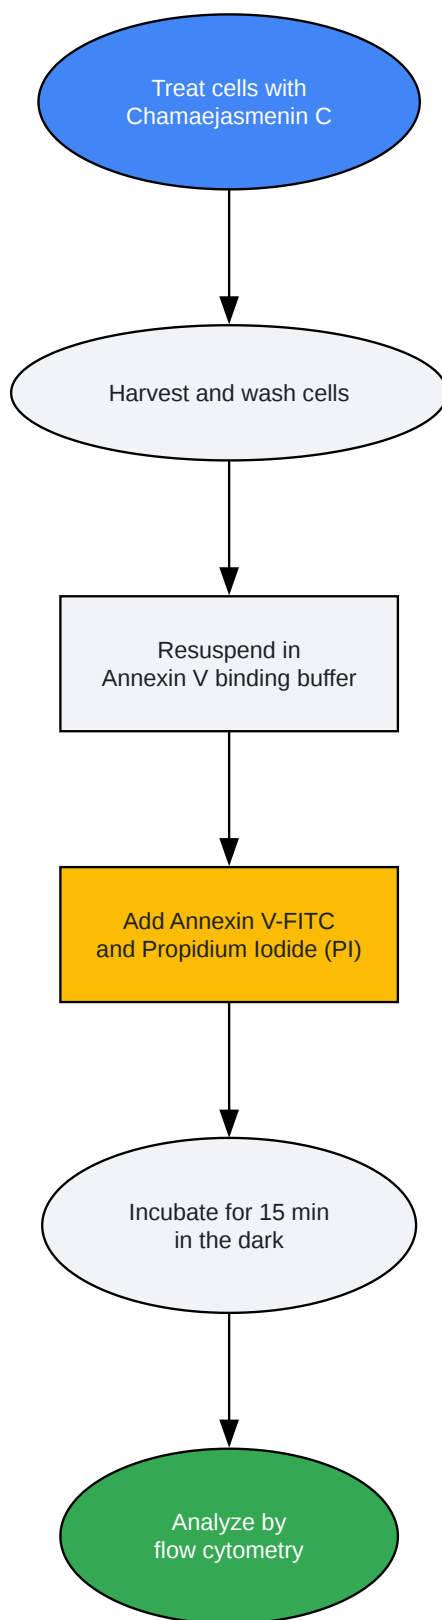 Treat cells with
Chamaejasmenin C
Harvest and wash cells
Resuspend in
Annexin V binding buffer
Add Annexin V-FITC
and Propidium Iodide (PI)
Incubate for 15 min
in the dark
Analyze by
flow cytometry